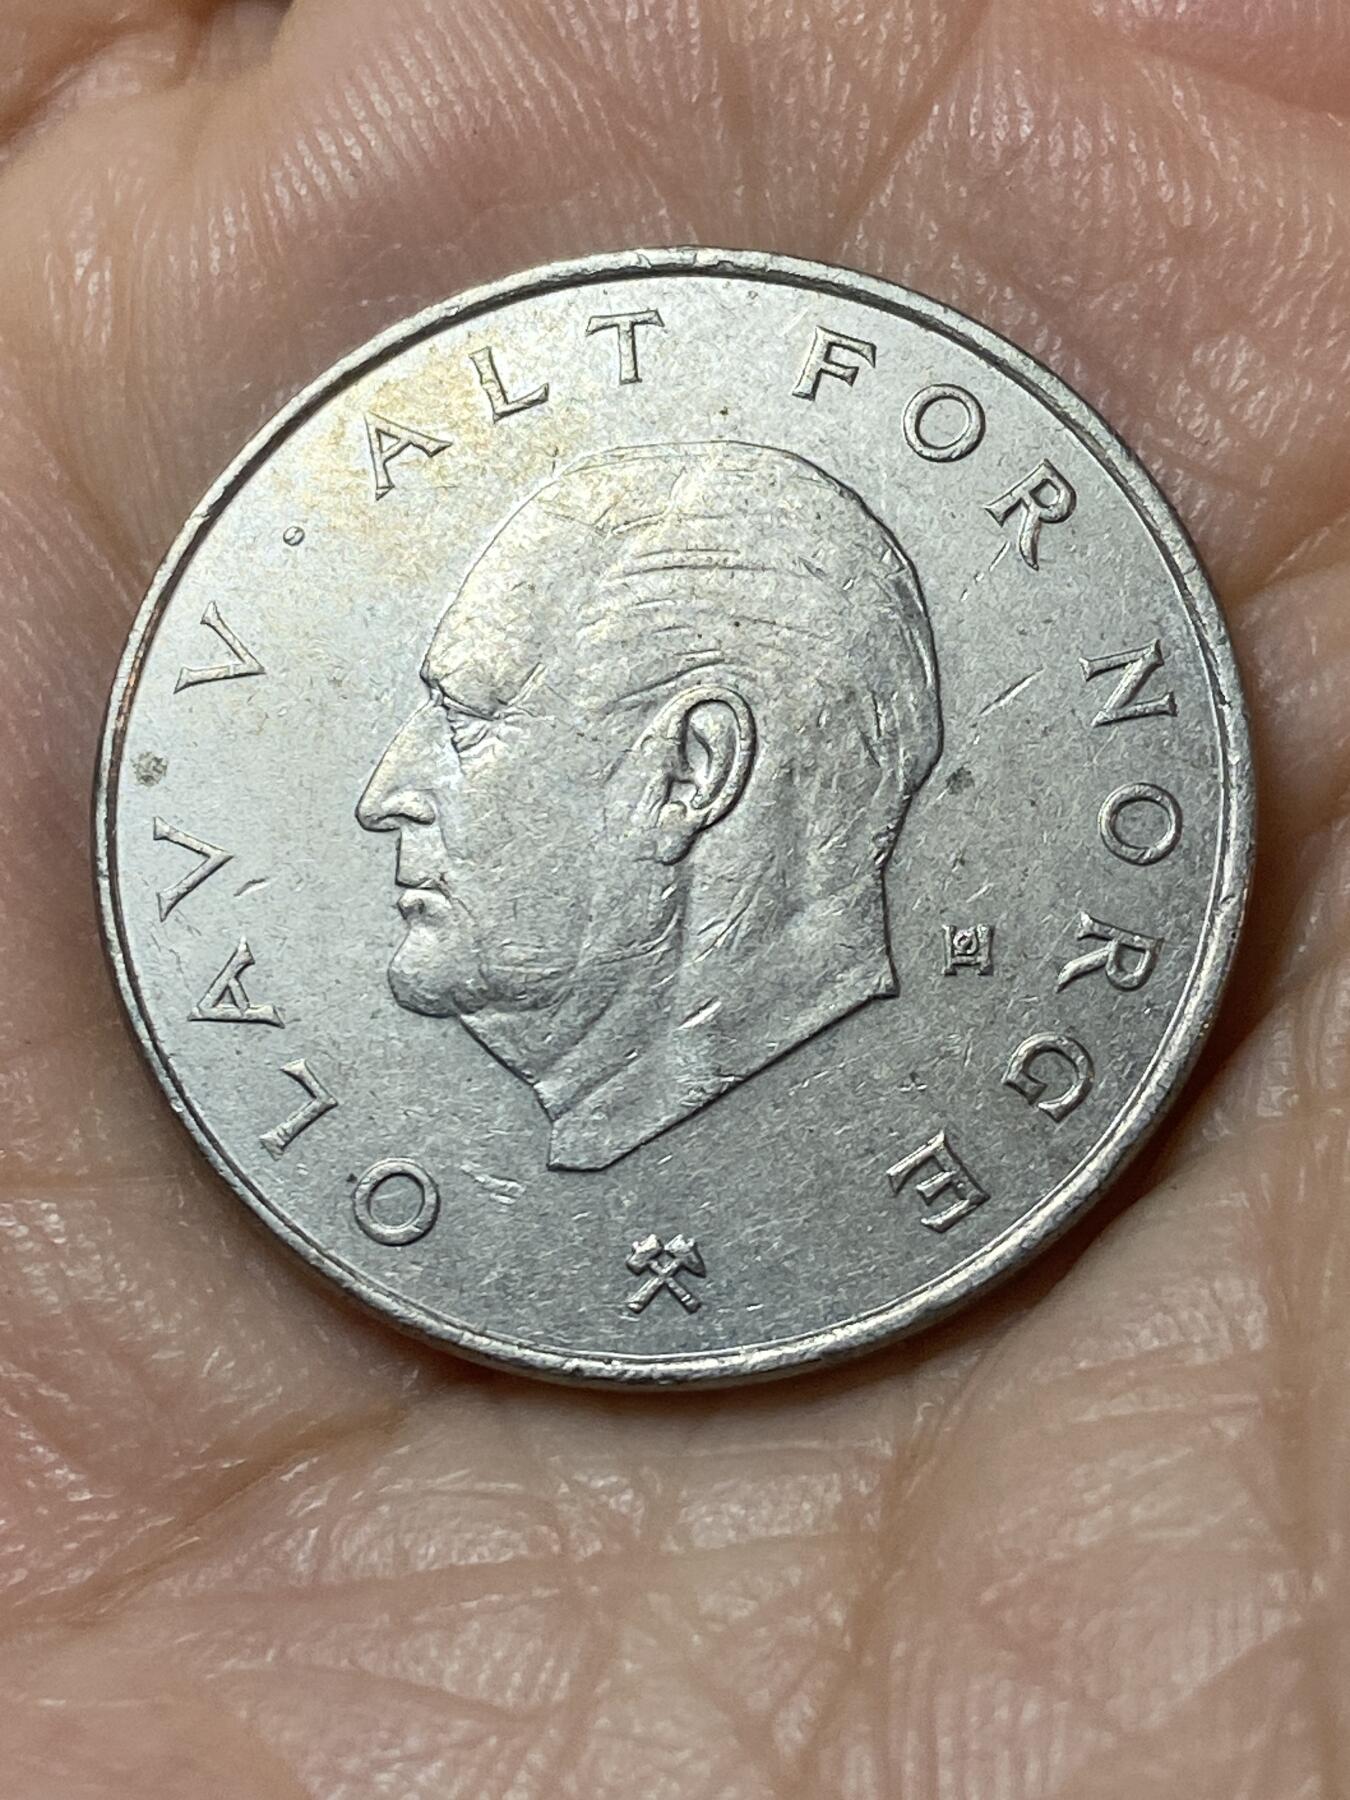 OLAV V · ALT FOR NORGE